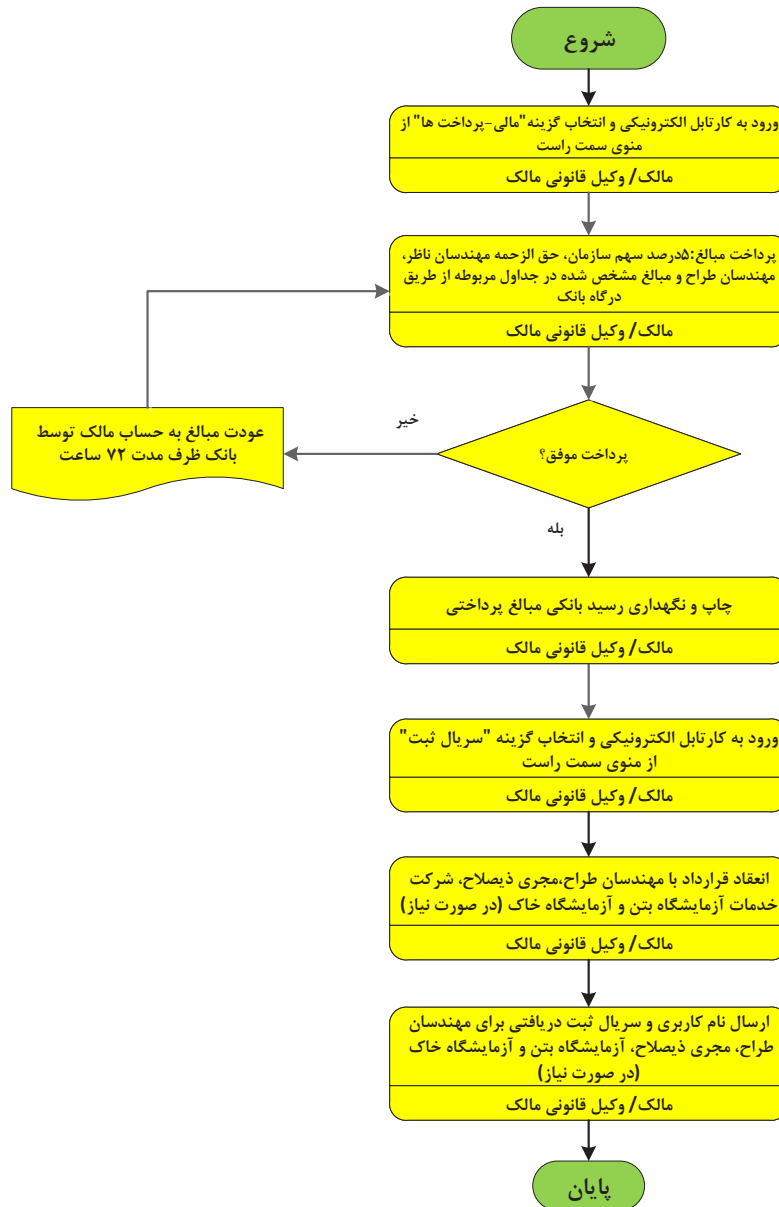 شروع
ورود به کارتابل الکترونیکی و انتخاب گزینه"مالی-پرداخت ها" از
منوی سمت راست
مالک/ وکیل قانونی مالک
پرداخت مبالغ:۵درصد سهم سازمان، حق الزحمه مهندسان ناظر،
مهندسان طراح و مبالغ مشخص شده در جداول مربوطه از طریق
درگاه بانک
مالک/ وکیل قانونی مالک
پرداخت موفق؟
خیر
عودت مبالغ به حساب مالک توسط
بانک ظرف مدت ۷۲ ساعت
بله
چاپ و نگهداری رسید بانکی مبالغ پرداختی
مالک/ وکیل قانونی مالک
ورود به کارتابل الکترونیکی و انتخاب گزینه "سریال ثبت"
از منوی سمت راست
مالک/ وکیل قانونی مالک
انعقاد قرارداد با مهندسان طراح،مجری ذیصلاح، شرکت
خدمات آزمایشگاه بتن و آزمایشگاه خاک (در صورت نیاز)
مالک/ وکیل قانونی مالک
ارسال نام کاربری و سریال ثبت دریافتی برای مهندسان
طراح، مجری ذیصلاح، آزمایشگاه بتن و آزمایشگاه خاک
(در صورت نیاز)
مالک/ وکیل قانونی مالک
پایان